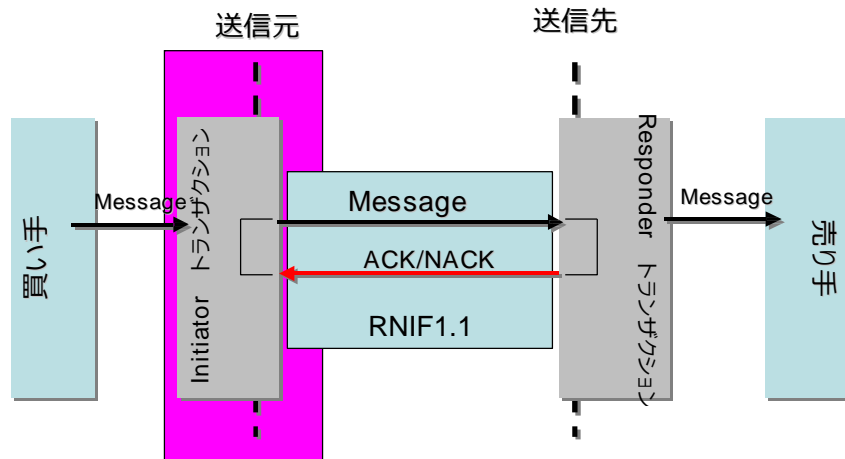 送信元
送信先
買い手
Message
Initiator トランザクション
Message
ACK/NACK
RNIF1.1
Responder トランザクション
Message
売り手